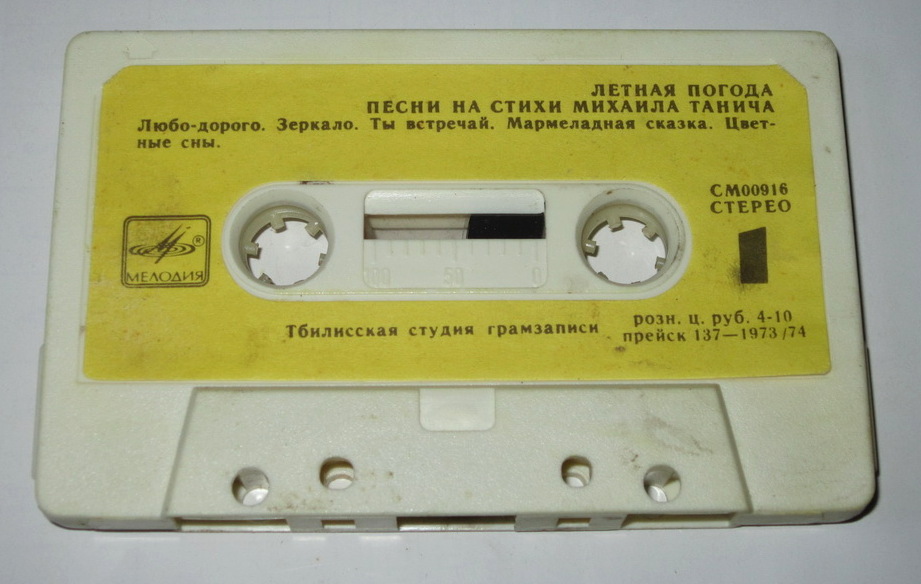 ЛЕТНАЯ ПОГОДА
ПЕСНИ НА СТИХИ МИХАИЛА ТАНИЧА
Любо-дорого. Зеркало. Ты встречай. Мармеладная сказка. Цвет-
ные сны.
СМ00916
СТЕРЕО
1
®
МЕЛОДИЯ
100 50 0
Тбилисская студия грамзаписи
розн. ц. руб. 4-10
прейск 137—1973/74